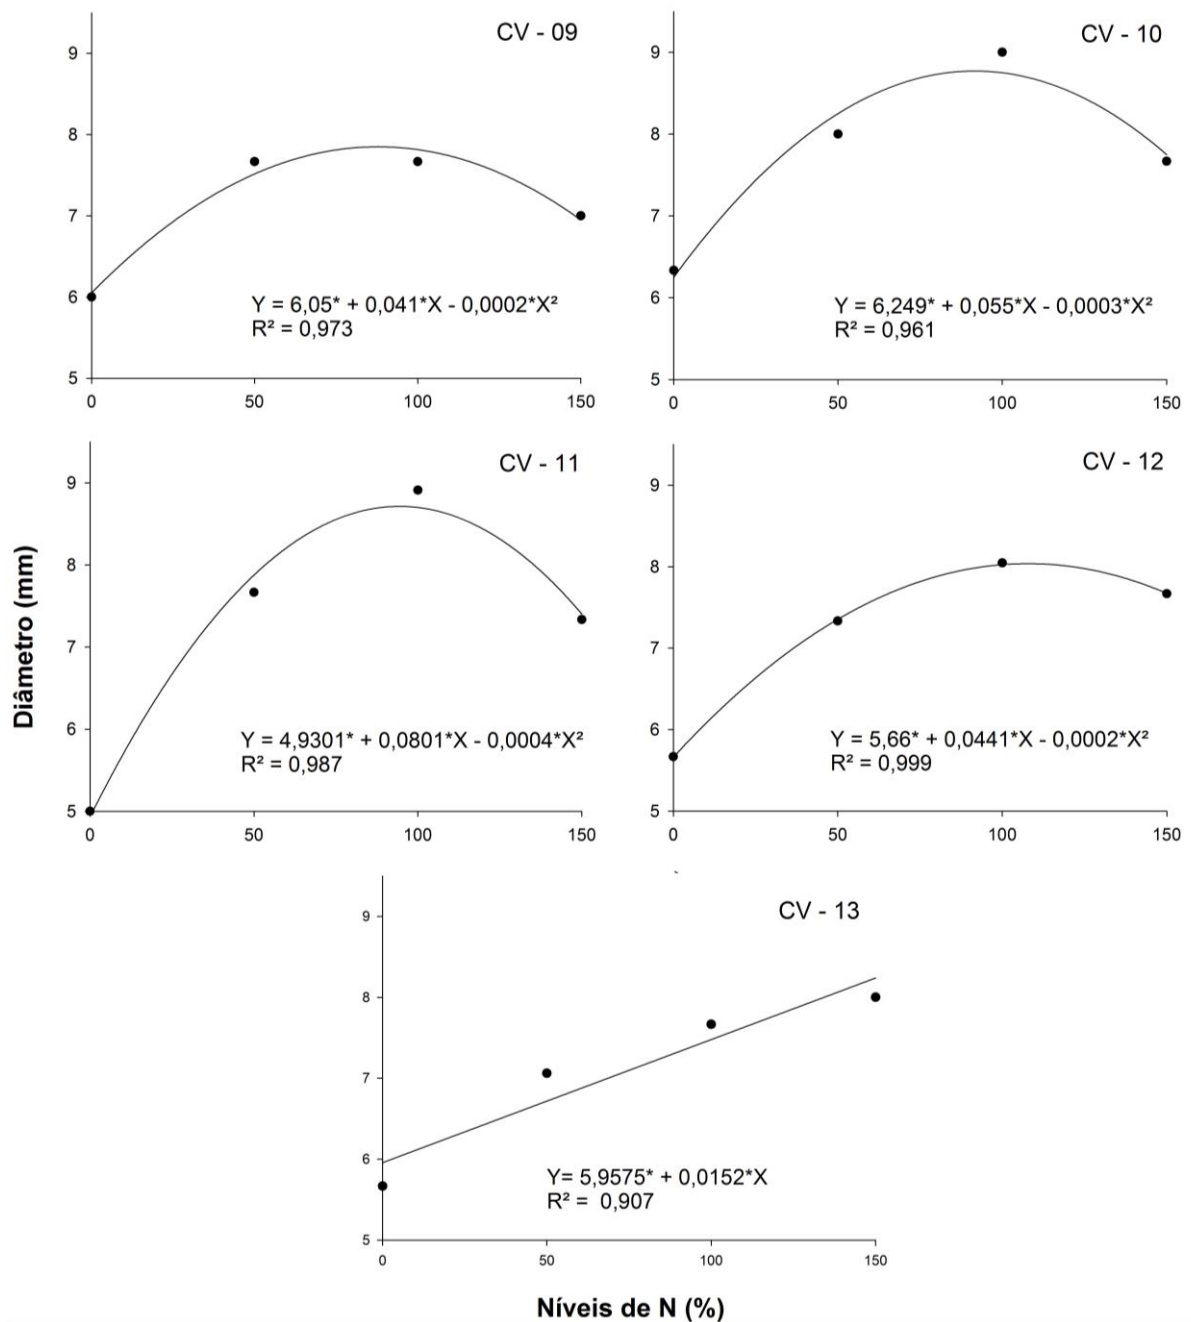 CV - 09
9
8
7
6
5
Y = 6,05* + 0,041*X - 0,0002*X²
R² = 0,973
0
50
100
150
CV - 10
9
8
7
6
5
Y = 6,249* + 0,055*X - 0,0003*X²
R² = 0,961
0
50
100
150
Diâmetro (mm)
CV - 11
9
8
7
6
5
Y = 4,9301* + 0,0801*X - 0,0004*X²
R² = 0,987
0
50
100
150
CV - 12
9
8
7
6
5
Y = 5,66* + 0,0441*X - 0,0002*X²
R² = 0,999
0
50
100
150
CV - 13
9
8
7
6
5
Y= 5,9575* + 0,0152*X
R² = 0,907
0
50
100
150
Níveis de N (%)